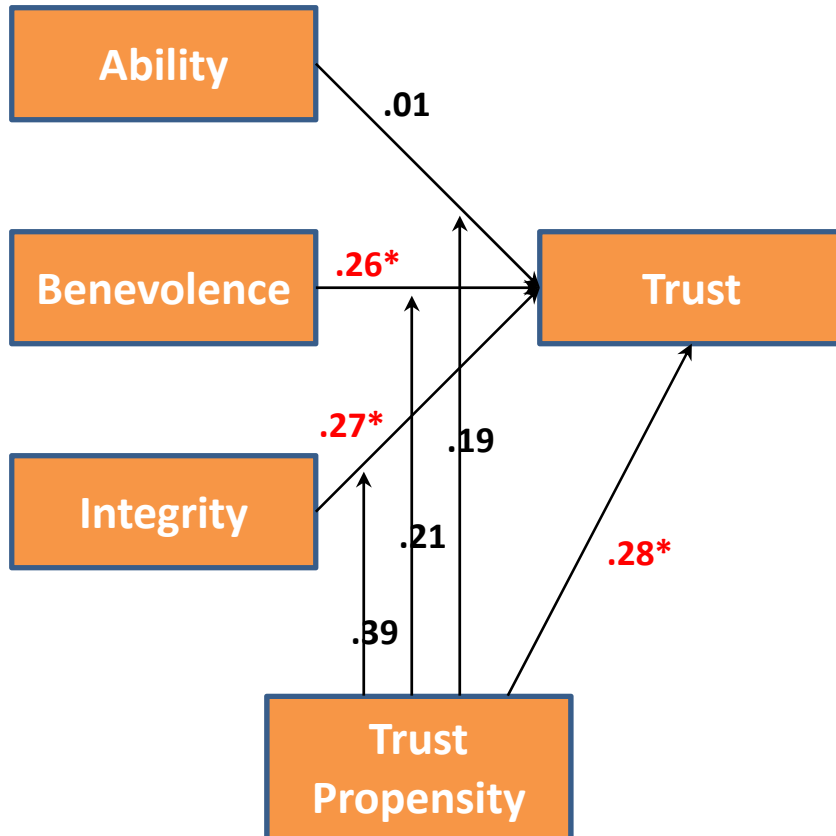 Ability
.01
Benevolence
.26*
Trust
.27*
.19
Integrity
.21
.28*
.39
Trust
Propensity